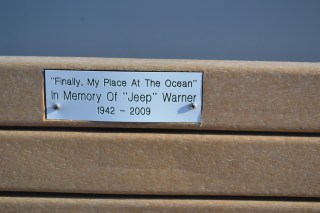 "Finally, My Place At The Ocean"
In Memory Of "Jeep" Warner
1942 - 2009